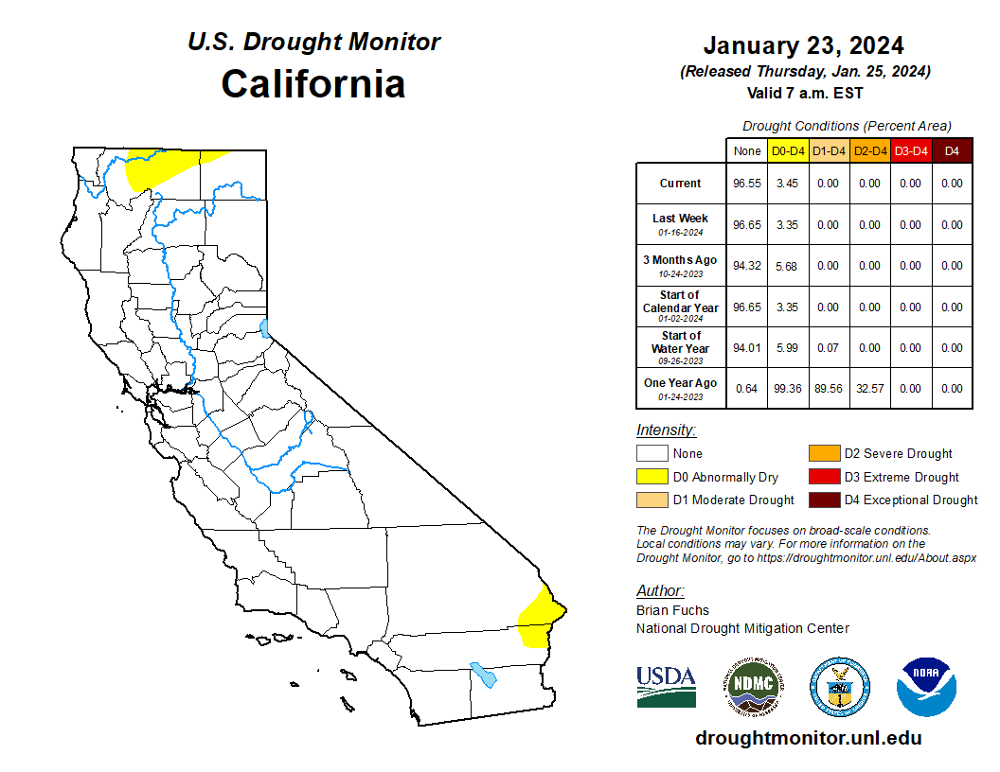 U.S. Drought Monitor
California
January 23, 2024
(Released Thursday, Jan. 25, 2024)
Valid 7 a.m. EST
Drought Conditions (Percent Area)
None D0-D4 D1-D4 D2-D4 D3-D4 D4
Current 96.55 3.45 0.00 0.00 0.00 0.00
Last Week
01-16-2024 96.65 3.35 0.00 0.00 0.00 0.00
3 Months Ago
10-24-2023 94.32 5.68 0.00 0.00 0.00 0.00
Start of
Calendar Year
01-02-2024 96.65 3.35 0.00 0.00 0.00 0.00
Start of
Water Year
09-26-2023 94.01 5.99 0.07 0.00 0.00 0.00
One Year Ago
01-24-2023 0.64 99.36 89.56 32.57 0.00 0.00
Intensity:
None
D0 Abnormally Dry
D1 Moderate Drought
D2 Severe Drought
D3 Extreme Drought
D4 Exceptional Drought
The Drought Monitor focuses on broad-scale conditions.
Local conditions may vary. For more information on the
Drought Monitor, go to https://droughtmonitor.unl.edu/About.aspx
Author:
Brian Fuchs
National Drought Mitigation Center
USDA
NDMC
NOAA
droughtmonitor.unl.edu